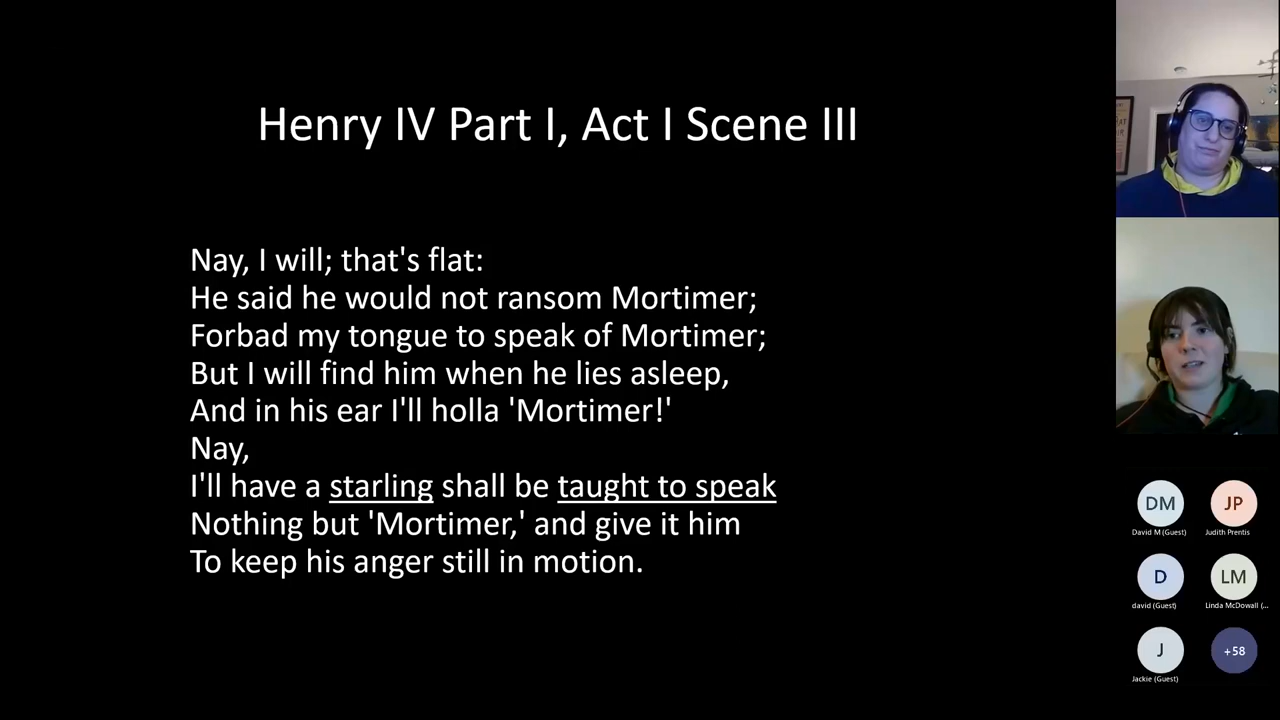 Henry IV Part I, Act I Scene III
Nay, I will; that's flat:
He said he would not ransom Mortimer;
Forbad my tongue to speak of Mortimer;
But I will find him when he lies asleep,
And in his ear I'll holla 'Mortimer!'
Nay,
I'll have a starling shall be taught to speak
Nothing but 'Mortimer,' and give it him
To keep his anger still in motion.
DM
JP
David M (Guest)
Judith Prentis
D
LM
david (Guest)
Linda McDowall (...
J
+58
Jackie (Guest)